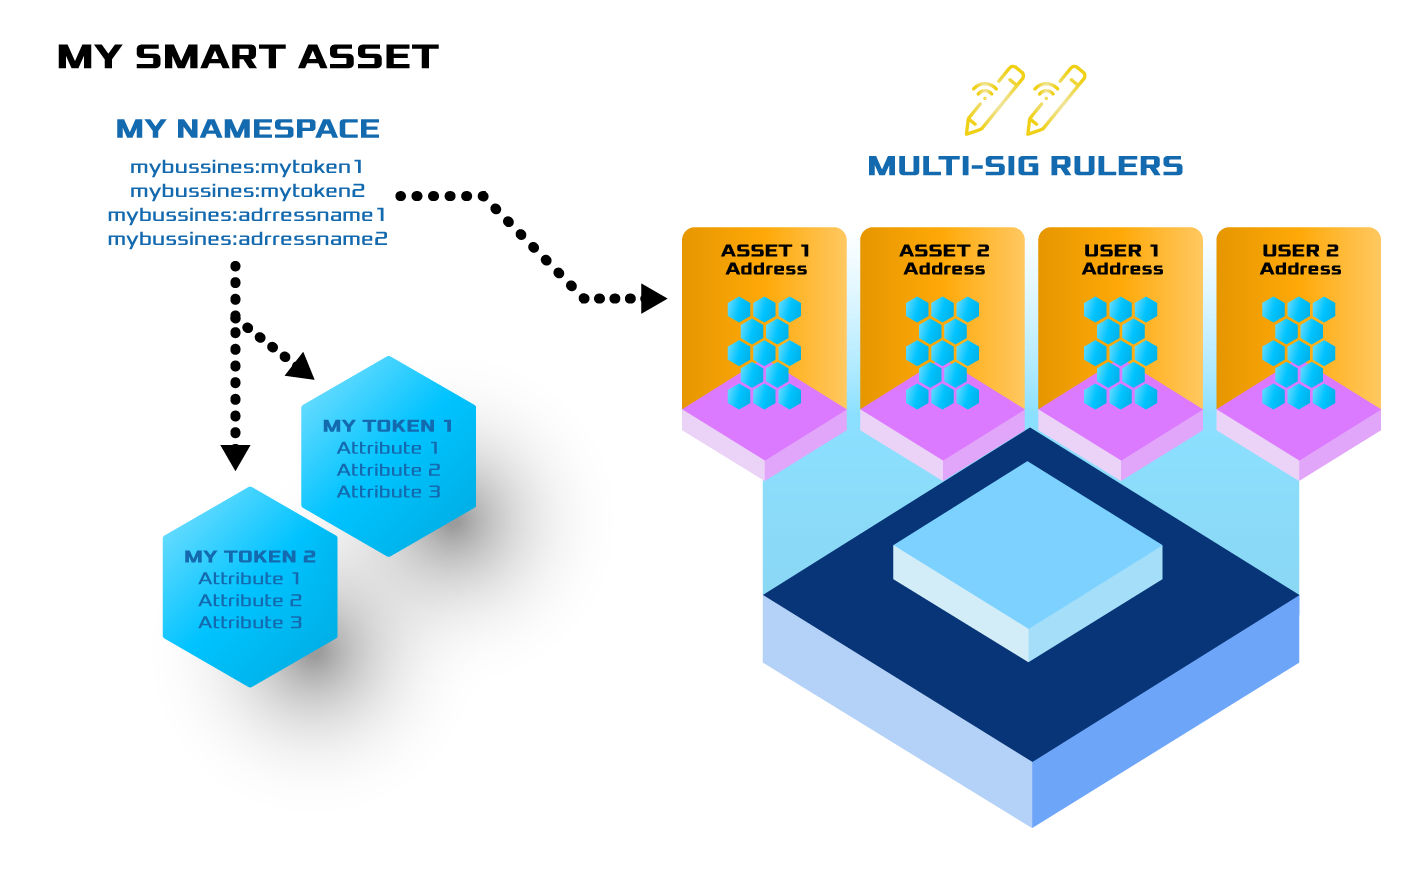 MY SMART ASSET
MY NAMESPACE
mybussines:mytoken1
mybussines:mytoken2
mybussines:adrressname1
mybussines:adrressname2
MY TOKEN 1
Attribute 1
Attribute 2
Attribute 3
MY TOKEN 2
Attribute 1
Attribute 2
Attribute 3
MULTI-SIG RULERS
ASSET 1
Address
ASSET 2
Address
USER 1
Address
USER 2
Address